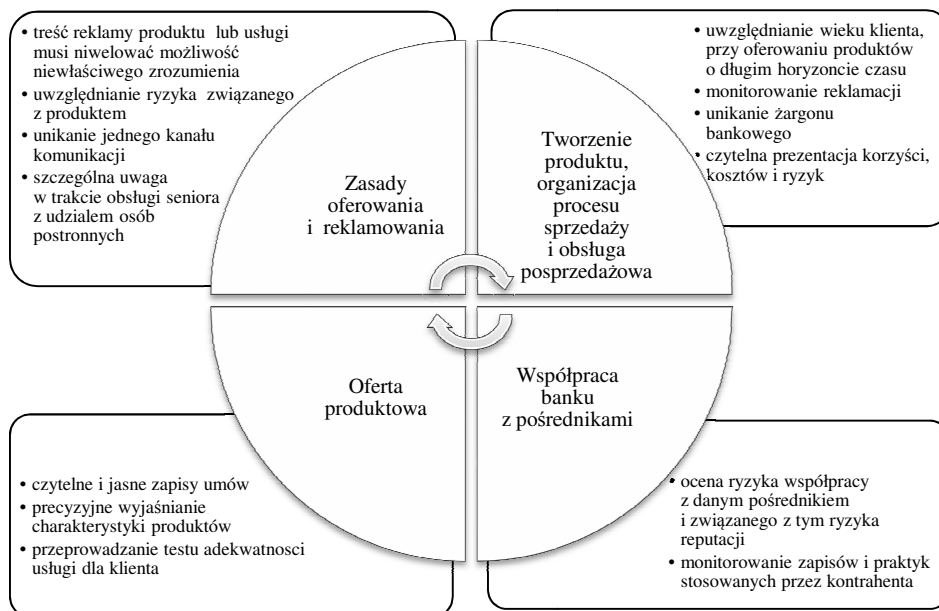 • treść reklamy produktu lub usługi
musi niwelować możliwość
niewłaściwego zrozumienia
• uwzględnianie ryzyka związanego
z produktem
• unikanie jednego kanału
komunikacji
• szczególna uwaga
w trakcie obsługi seniora
z udziałem osób
postronnych
Zasady
oferowania
i reklamowania
• uwzględnianie wieku klienta,
przy oferowaniu produktów
o długim horyzoncie czasu
• monitorowanie reklamacji
• unikanie żargonu
bankowego
• czytelna prezentacja korzyści,
kosztów i ryzyk
Tworzenie
produktu,
organizacja
procesu
sprzedaży
i obsługa
posprzedażowa
Oferta
produktowa
• czytelne i jasne zapisy umów
• precyzyjne wyjaśnianie
charakterystyki produktów
• przeprowadzanie testu adekwatnosci
usługi dla klienta
Współpraca
banku
z pośrednikami
• ocena ryzyka współpracy
z danym pośrednikiem
i związanego z tym ryzyka
reputacji
• monitorowanie zapisów i praktyk
stosowanych przez kontrahenta